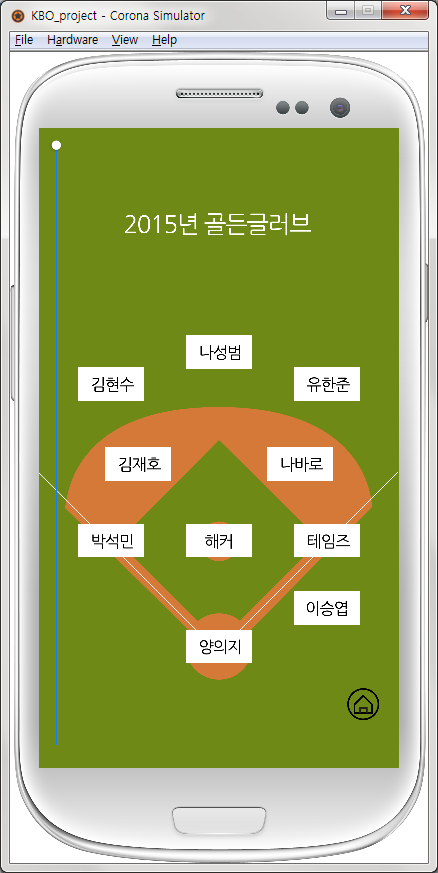 KBO_project - Corona Simulator
File Hardware View Help
2015년 골든글러브
나성범
김현수 유한준
김재호 나바로
박석민 해커 테임즈
이승엽
양의지